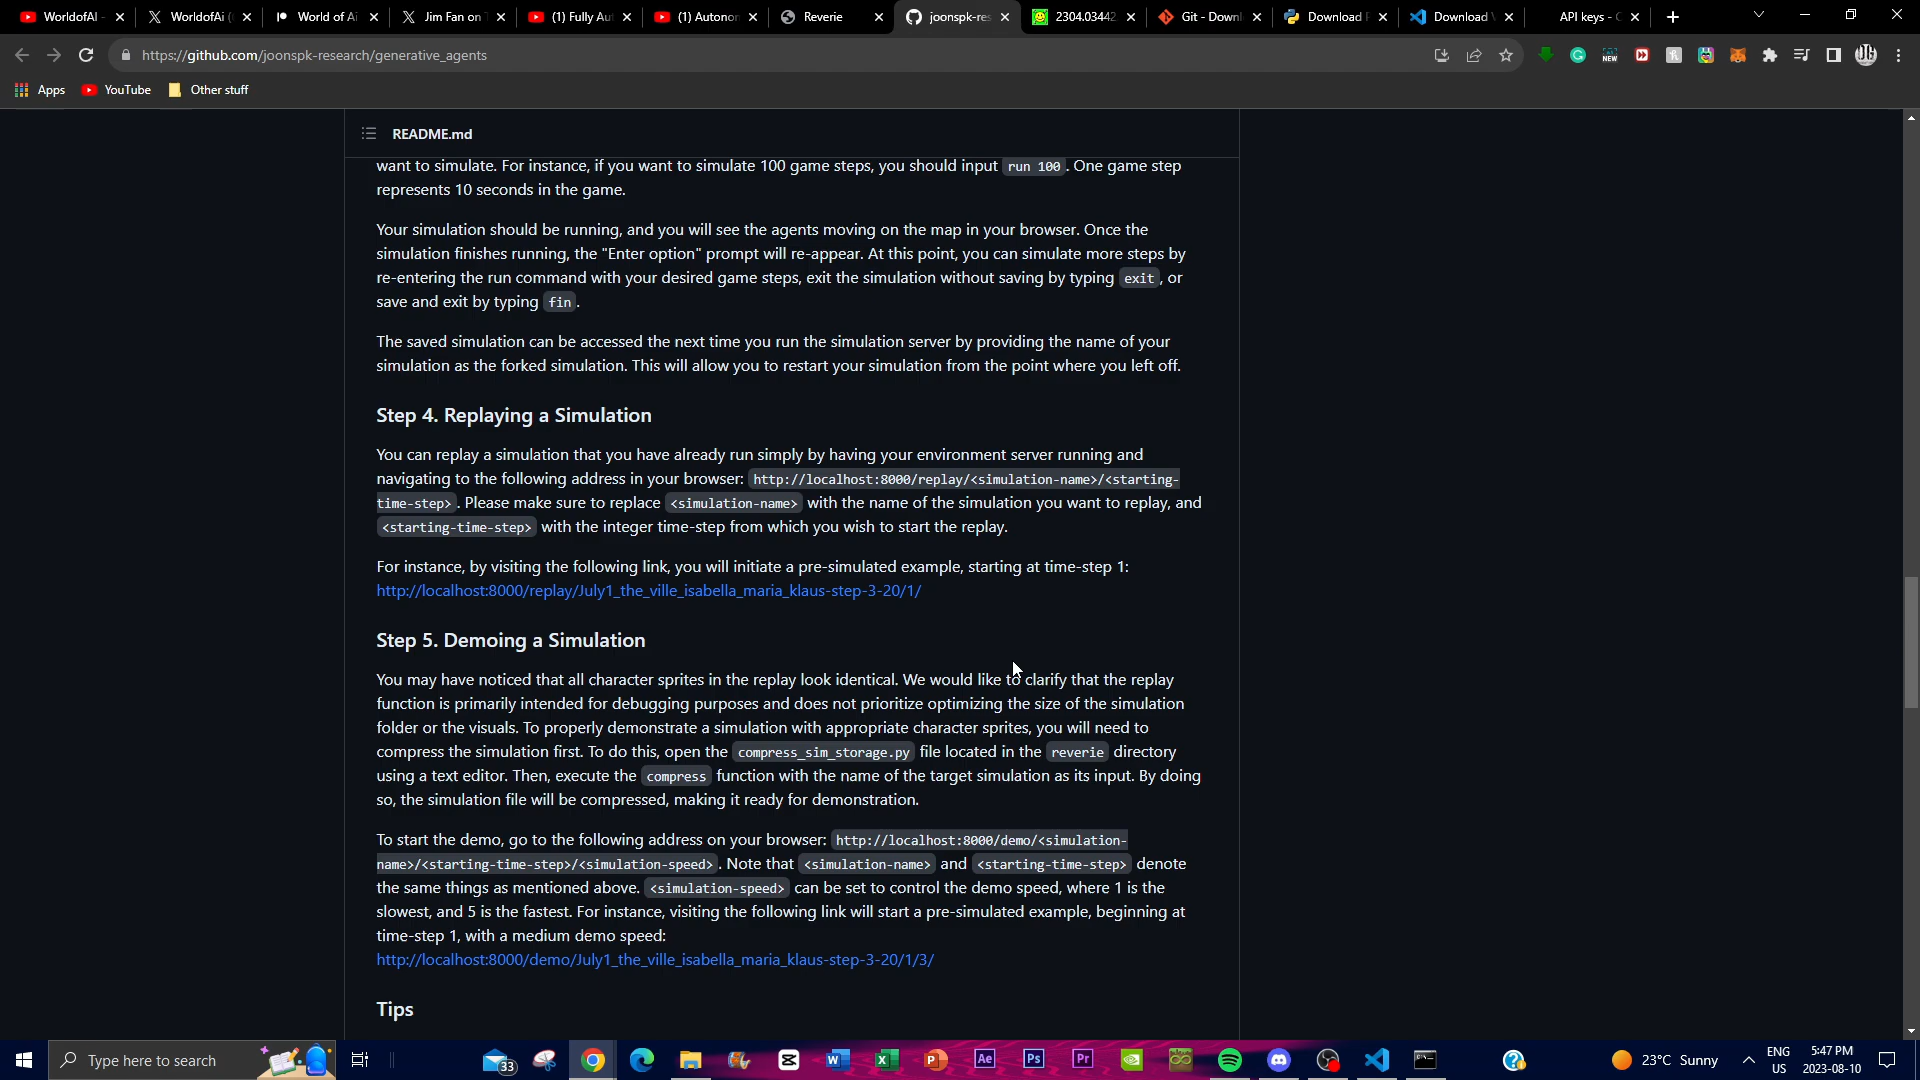 WorldofAI -
WorldofAi (
World of Ai
Jim Fan on
(1) Fully Au
(1) Autonon
Reverie
joonspk-res
2304.03442
Git - Downl
Download P
Download V
API keys - 
https://github.com/joonspk-research/generative_agents
Apps
YouTube
Other stuff
README.md
want to simulate. For instance, if you want to simulate 100 game steps, you should input run 100 . One game step
represents 10 seconds in the game.
Your simulation should be running, and you will see the agents moving on the map in your browser. Once the
simulation finishes running, the "Enter option" prompt will re-appear. At this point, you can simulate more steps by
re-entering the run command with your desired game steps, exit the simulation without saving by typing exit , or
save and exit by typing fin .
The saved simulation can be accessed the next time you run the simulation server by providing the name of your
simulation as the forked simulation. This will allow you to restart your simulation from the point where you left off.
Step 4. Replaying a Simulation
You can replay a simulation that you have already run simply by having your environment server running and
navigating to the following address in your browser: http://localhost:8000/replay/<simulation-name>/<starting-
time-step> . Please make sure to replace <simulation-name> with the name of the simulation you want to replay, and
<starting-time-step> with the integer time-step from which you wish to start the replay.
For instance, by visiting the following link, you will initiate a pre-simulated example, starting at time-step 1:
http://localhost:8000/replay/July1_the_ville_isabella_maria_klaus-step-3-20/1/
Step 5. Demoing a Simulation
You may have noticed that all character sprites in the replay look identical. We would like to clarify that the replay
function is primarily intended for debugging purposes and does not prioritize optimizing the size of the simulation
folder or the visuals. To properly demonstrate a simulation with appropriate character sprites, you will need to
compress the simulation first. To do this, open the compress_sim_storage.py file located in the reverie directory
using a text editor. Then, execute the compress function with the name of the target simulation as its input. By doing
so, the simulation file will be compressed, making it ready for demonstration.
To start the demo, go to the following address on your browser: http://localhost:8000/demo/<simulation-
name>/<starting-time-step>/<simulation-speed> . Note that <simulation-name> and <starting-time-step> denote
the same things as mentioned above. <simulation-speed> can be set to control the demo speed, where 1 is the
slowest, and 5 is the fastest. For instance, visiting the following link will start a pre-simulated example, beginning at
time-step 1, with a medium demo speed:
http://localhost:8000/demo/July1_the_ville_isabella_maria_klaus-step-3-20/1/3/
Tips
Type here to search
33
Ae
Ps
Pr
23°C Sunny
ENG
US
5:47 PM
2023-08-10